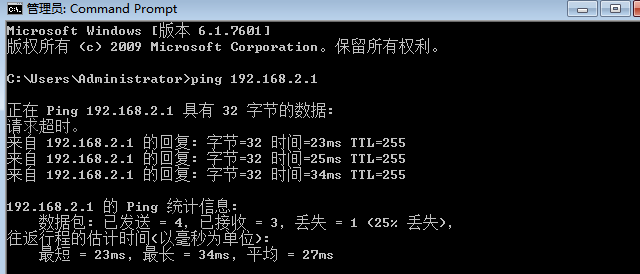 管理员: Command Prompt
Microsoft Windows [版本 6.1.7601]
版权所有 (c) 2009 Microsoft Corporation。保留所有权利。
C:\Users\Administrator>ping 192.168.2.1
正在 Ping 192.168.2.1 具有 32 字节的数据:
请求超时。
来自 192.168.2.1 的回复: 字节=32 时间=23ms TTL=255
来自 192.168.2.1 的回复: 字节=32 时间=25ms TTL=255
来自 192.168.2.1 的回复: 字节=32 时间=34ms TTL=255
192.168.2.1 的 Ping 统计信息:
数据包: 已发送 = 4，已接收 = 3，丢失 = 1 (25% 丢失)，
往返行程的估计时间(以毫秒为单位):
最短 = 23ms，最长 = 34ms，平均 = 27ms